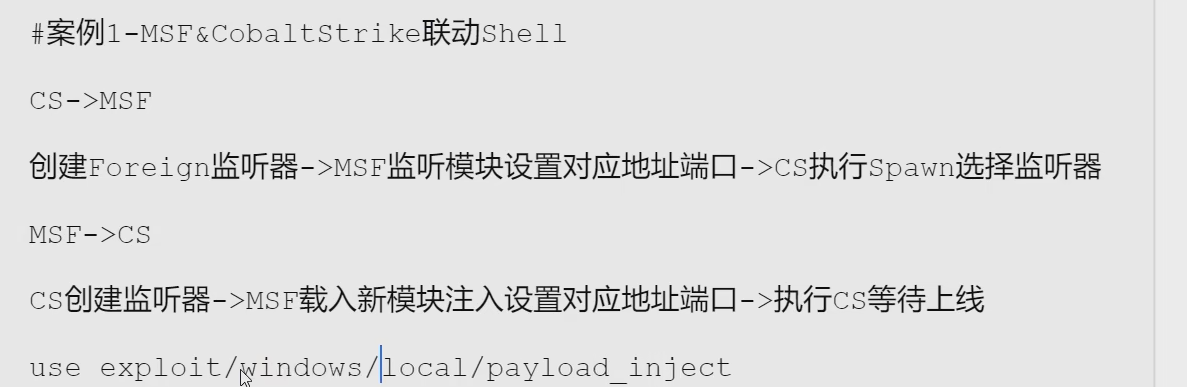 #案例1-MSF&CobaltStrike联动Shell
CS->MSF
创建Foreign监听器->MSF监听模块设置对应地址端口->CS执行Spawn选择监听器
MSF->CS
CS创建监听器->MSF载入新模块注入设置对应地址端口->执行CS等待上线
use exploit/windows/local/payload_inject